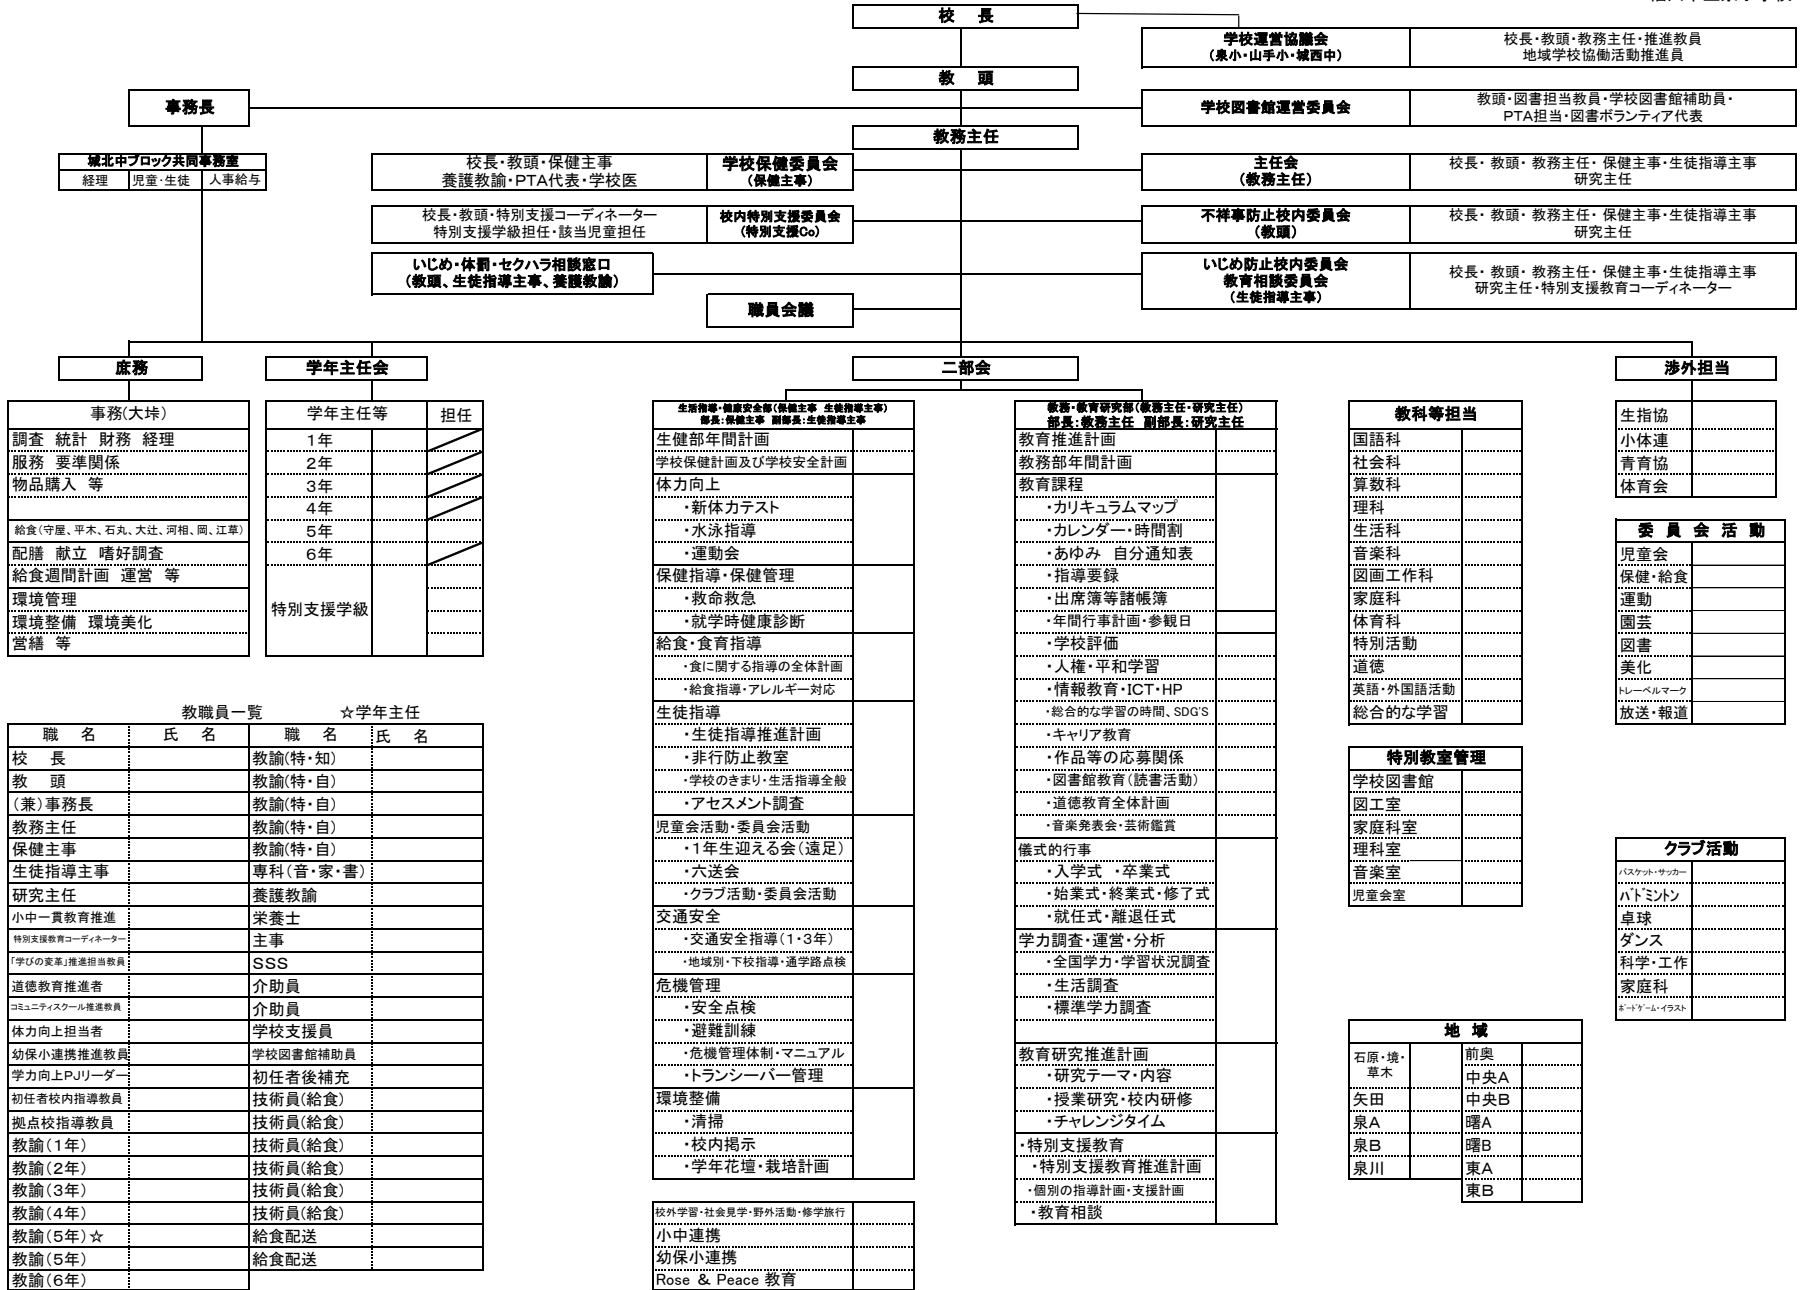 校　長
学校運営協議会
(泉小・山手小・城西中)
校長・教頭・教務主任・推進教員
地域学校協働活動推進員
教　頭
事務長
学校図書館運営委員会
教頭・図書担当教員・学校図書館補助員・
PTA担当・図書ボランティア代表
教務主任
城北中ブロック共同事務室
経理 児童・生徒 人事給与
校長・教頭・保健主事
養護教諭・PTA代表・学校医
学校保健委員会
(保健主事)
主任会
(教務主任)
校長・教頭・教務主任・保健主事・生徒指導主事
研究主任
校長・教頭・特別支援コーディネーター
特別支援学級担任・該当児童担任
校内特別支援委員会
(特別支援Co)
不祥事防止校内委員会
(教頭)
校長・教頭・教務主任・保健主事・生徒指導主事
研究主任
いじめ・体罰・セクハラ相談窓口
(教頭、生徒指導主事、養護教諭)
いじめ防止校内委員会
教育相談委員会
(生徒指導主事)
校長・教頭・教務主任・保健主事・生徒指導主事
研究主任・特別支援教育コーディネーター
職員会議
庶務
学年主任会
二部会
渉外担当
事務(大垰)
調査 統計 財務 経理
服務 要準関係
物品購入 等
給食(守屋、平木、石丸、大辻、河相、岡、江草)
配膳 献立 嗜好調査
給食週間計画 運営 等
環境管理
環境整備 環境美化
営繕 等
学年主任等 担任
1年
2年
3年
4年
5年
6年
特別支援学級
生活指導・健康安全部(保健主事 生徒指導主事)
部長:保健主事 副部長:生徒指導主事
生健部年間計画
学校保健計画及び学校安全計画
体力向上
・新体力テスト
・水泳指導
・運動会
保健指導・保健管理
・救命救急
・就学時健康診断
給食・食育指導
・食に関する指導の全体計画
・給食指導・アレルギー対応
生徒指導
・生徒指導推進計画
・非行防止教室
・学校のきまり・生活指導全般
・アセスメント調査
児童会活動・委員会活動
・1年生迎える会(遠足)
・六送会
・クラブ活動・委員会活動
交通安全
・交通安全指導(1・3年)
・地域別・下校指導・通学路点検
危機管理
・安全点検
・避難訓練
・危機管理体制・マニュアル
・トランシーバー管理
環境整備
・清掃
・校内掲示
・学年花壇・栽培計画
校外学習・社会見学・野外活動・修学旅行
小中連携
幼保小連携
Rose ＆ Peace 教育
教務・教育研究部(教務主任・研究主任)
部長:教務主任 副部長:研究主任
教育推進計画
教務部年間計画
教育課程
・カリキュラムマップ
・カレンダー・時間割
・あゆみ 自分通知表
・指導要録
・出席簿等諸帳簿
・年間行事計画・参観日
・学校評価
・人権・平和学習
・情報教育・ICT・HP
・総合的な学習の時間、SDG'S
・キャリア教育
・作品等の応募関係
・図書館教育(読書活動)
・道徳教育全体計画
・音楽発表会・芸術鑑賞
儀式的行事
・入学式 ・卒業式
・始業式・終業式・修了式
・就任式・離退任式
学力調査・運営・分析
・全国学力・学習状況調査
・生活調査
・標準学力調査
教育研究推進計画
・研究テーマ・内容
・授業研究・校内研修
・チャレンジタイム
・特別支援教育
・特別支援教育推進計画
・個別の指導計画・支援計画
・教育相談
教科等担当
国語科
社会科
算数科
理科
生活科
音楽科
図画工作科
家庭科
体育科
特別活動
道徳
英語・外国語活動
総合的な学習
特別教室管理
学校図書館
図工室
家庭科室
理科室
音楽室
児童会室
地 域
石原・境・草木 前奥
中央A
矢田 中央B
泉A 曙A
泉B 曙B
泉川 東A
東B
生指協
小体連
青育協
体育会
委 員 会 活 動
児童会
保健・給食
運動
園芸
図書
美化
トレーベルマーク
放送・報道
クラブ活動
バスケット・サッカー
バドミントン
卓球
ダンス
科学・工作
家庭科
ボードゲーム・イラスト
教職員一覧 ☆学年主任
職　名 氏　名 職　名 氏　名
校　長 教諭(特・知)
教　頭 教諭(特・自)
(兼)事務長 教諭(特・自)
教務主任 教諭(特・自)
保健主事 教諭(特・自)
生徒指導主事 専科(音・家・書)
研究主任 養護教諭
小中一貫教育推進 栄養士
特別支援教育コーディネーター 主事
「学びの変革」推進担当教員 SSS
道徳教育推進者 介助員
コミュニティスクール推進教員 介助員
体力向上担当者 学校支援員
幼保小連携推進教員 学校図書館補助員
学力向上PJリーダー 初任者後補充
初任者校内指導教員 技術員(給食)
拠点校指導教員 技術員(給食)
教諭(1年) 技術員(給食)
教諭(2年) 技術員(給食)
教諭(3年) 技術員(給食)
教諭(4年) 技術員(給食)
教諭(5年)☆ 給食配送
教諭(5年) 給食配送
教諭(6年)